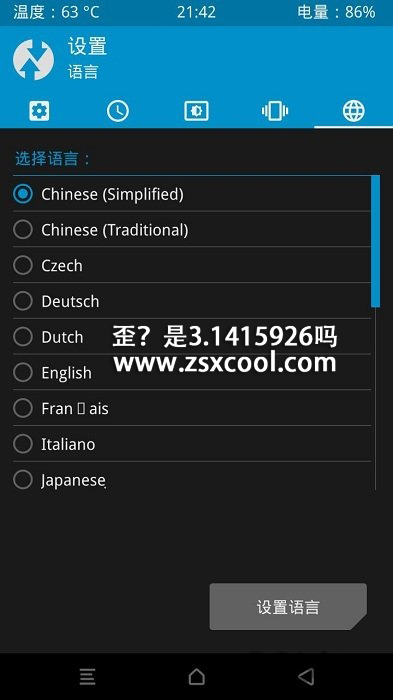 温度：63 °C 21:42 电量：86%
设置
语言
选择语言：
Chinese (Simplified)
Chinese (Traditional)
Czech
Deutsch
Dutch
歪？是3.1415926吗
www.zsxcool.com
English
Fran▯ais
Italiano
Japanese
设置语言